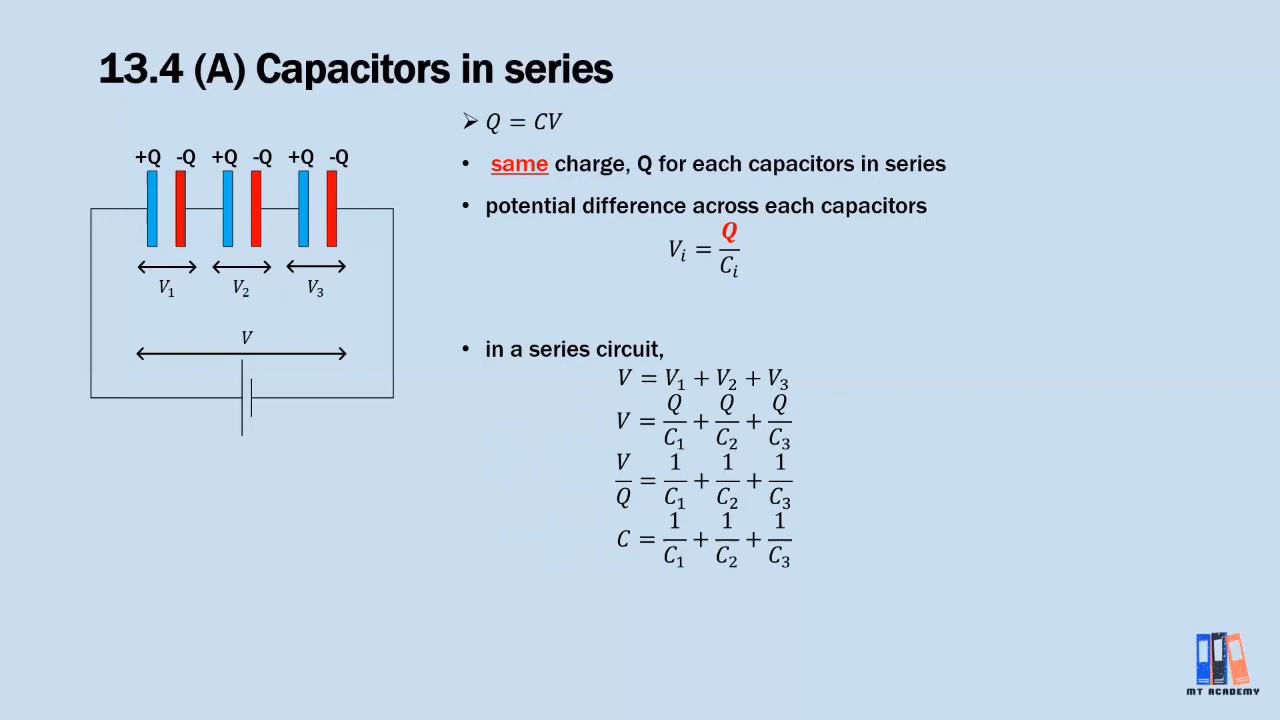 13.4 (A) Capacitors in series
➢ Q = CV
+Q -Q +Q -Q +Q -Q
• same charge, Q for each capacitors in series
• potential difference across each capacitors
Vᵢ = Q/Cᵢ
V₁ V₂ V₃
V
• in a series circuit,
V = V₁ + V₂ + V₃
V = Q/C₁ + Q/C₂ + Q/C₃
V/Q = 1/C₁ + 1/C₂ + 1/C₃
C = 1/C₁ + 1/C₂ + 1/C₃
MT ACADEMY